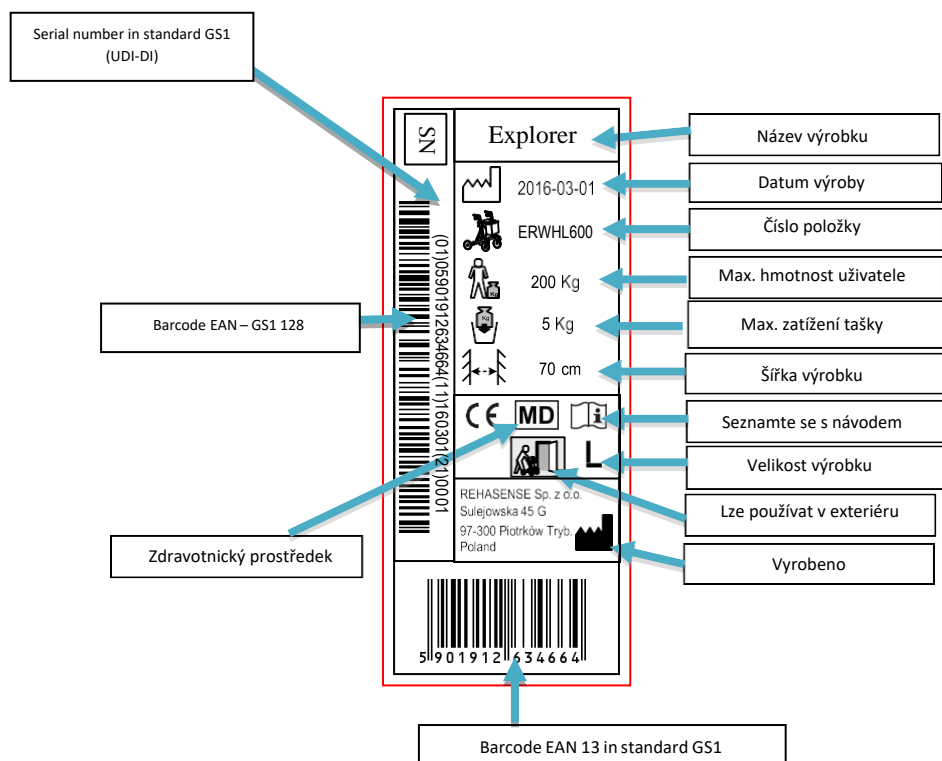 Serial number in standard GS1
(UDI-DI)
SN
Explorer
Název výrobku
2016-03-01
Datum výroby
ERWHL600
Číslo položky
Kg
200 Kg
Max. hmotnost uživatele
(01)05901912634664(11)160301(21)0001
Barcode EAN – GS1 128
Kg
5 Kg
Max. zatížení tašky
70 cm
Šířka výrobku
CE MD i
Seznamte se s návodem
L
Velikost výrobku
Lze používat v exteriéru
REHASENSE Sp. z o.o.
Sulejowska 45 G
97-300 Piotrków Tryb.
Poland
Vyrobeno
Zdravotnický prostředek
5 901912 634664
Barcode EAN 13 in standard GS1